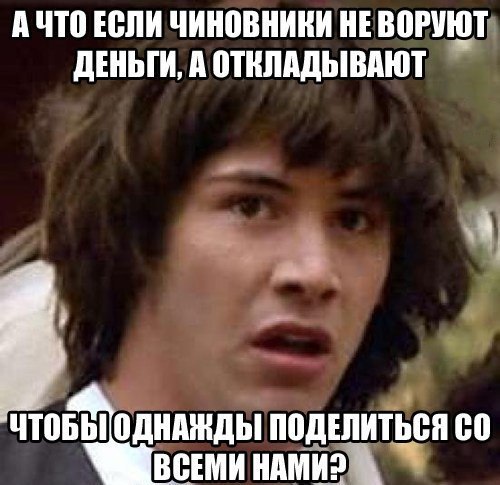 А ЧТО ЕСЛИ ЧИНОВНИКИ НЕ ВОРУЮТ
ДЕНЬГИ, А ОТКЛАДЫВАЮТ
ЧТОБЫ ОДНАЖДЫ ПОДЕЛИТЬСЯ СО
ВСЕМИ НАМИ?